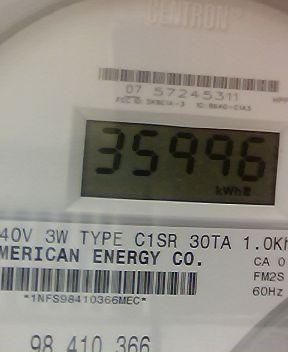 CENTRON
07 57245311
35996
kWh
40V 3W TYPE C1SR 30TA 1.0Kh
MERICAN ENERGY CO.
CA 0
FM2S
60Hz
*1NFS98410366MEC*
98 410 366